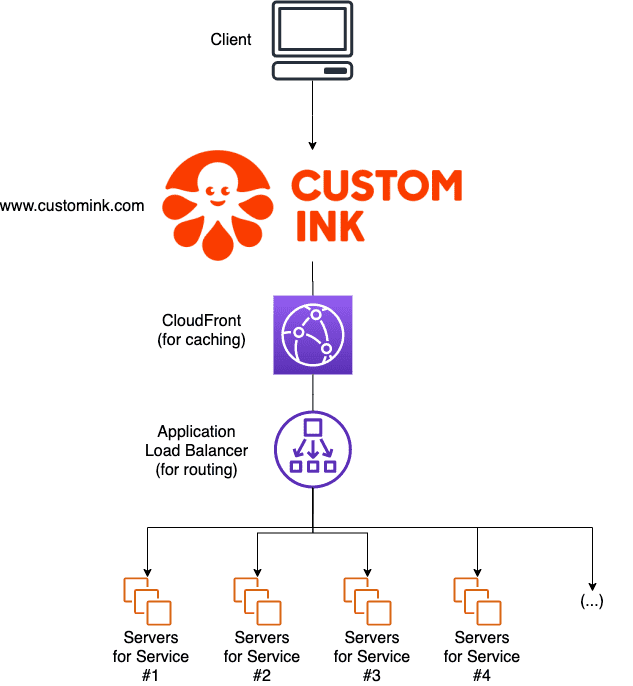 Client
www.customink.com
CUSTOM
INK
CloudFront
(for caching)
Application
Load Balancer
(for routing)
Servers
for Service
#1
Servers
for Service
#2
Servers
for Service
#3
Servers
for Service
#4
(...)